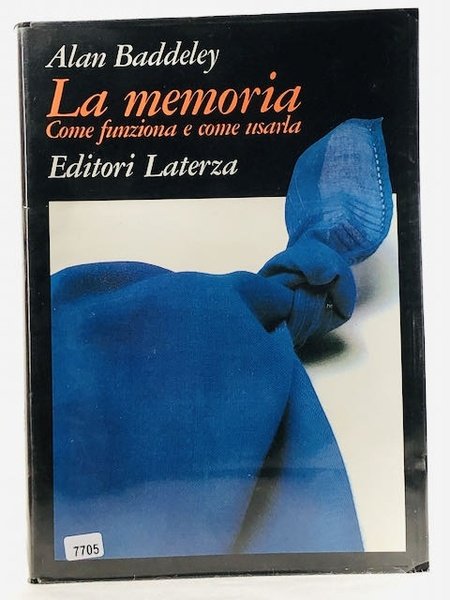 Alan Baddeley
La memoria
Come funziona e come usarla
Editori Laterza
7705